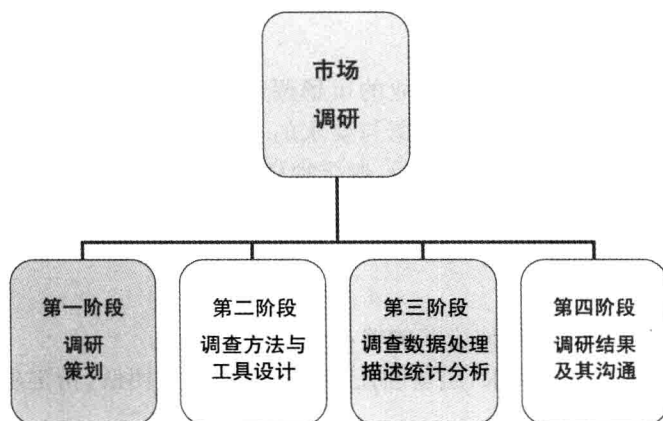 市场
调研
第一阶段
调研
策划
第二阶段
调查方法与
工具设计
第三阶段
调查数据处理
描述统计分析
第四阶段
调研结果
及其沟通